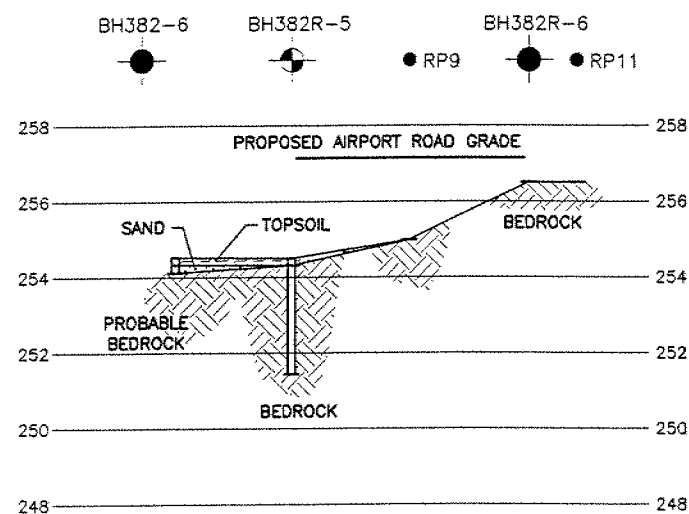 BH382-6 BH382R-5 BH382R-6
RP9 RP11
258 258
PROPOSED AIRPORT ROAD GRADE
256 256
SAND TOPSOIL BEDROCK
254 254
PROBABLE
BEDROCK
252 252
BEDROCK
250 250
248 248